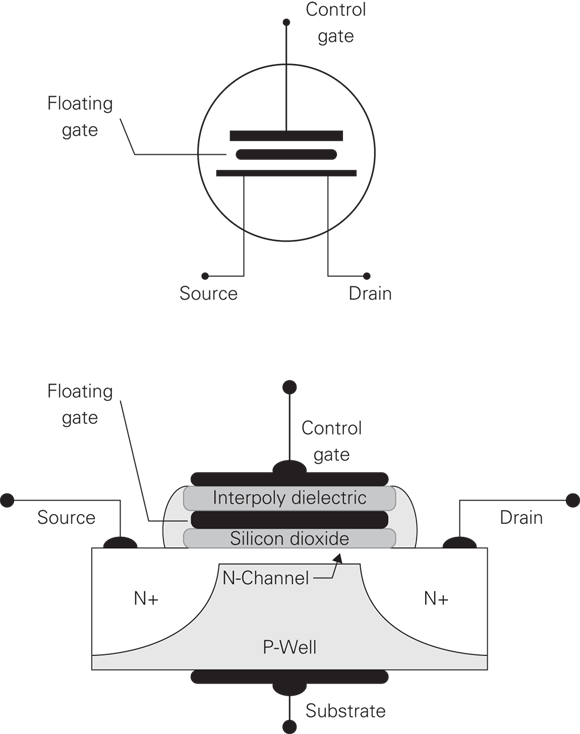 Control
gate
Floating
gate
Source
Drain
Floating
gate
Control
gate
Interpoly dielectric
Source
Drain
Silicon dioxide
N-Channel
N+
N+
P-Well
Substrate